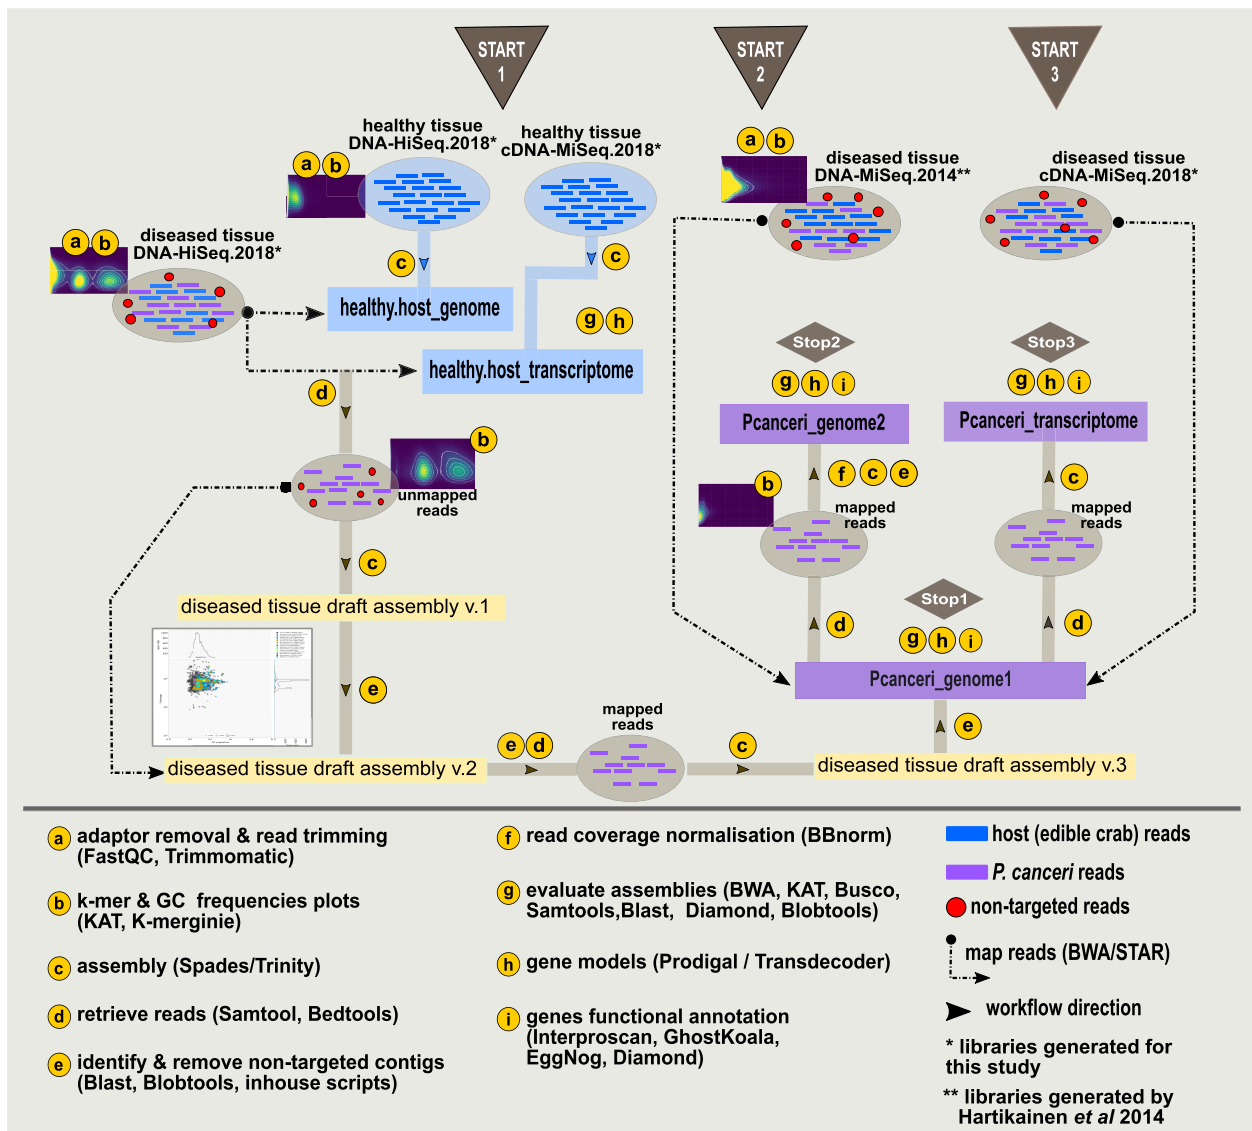 START
1
START
2
START
3
healthy tissue
DNA-HiSeq.2018*
healthy tissue
cDNA-MiSeq.2018*
a b
diseased tissue
DNA-MiSeq.2014**
diseased tissue
cDNA-MiSeq.2018*
a b
diseased tissue
DNA-HiSeq.2018*
a b
c
c
healthy.host_genome
g h
healthy.host_transcriptome
d
Stop2
g h i
Pcanceri_genome2
Stop3
g h i
Pcanceri_transcriptome
b
unmapped
reads
f c e
c
b
mapped
reads
mapped
reads
c
diseased tissue draft assembly v.1
Stop1
g h i
d
d
Pcanceri_genome1
e
mapped
reads
e
e d
c
diseased tissue draft assembly v.2
diseased tissue draft assembly v.3
a adaptor removal & read trimming
(FastQC, Trimmomatic)
b k-mer & GC frequencies plots
(KAT, K-merginie)
c assembly (Spades/Trinity)
d retrieve reads (Samtool, Bedtools)
e identify & remove non-targeted contigs
(Blast, Blobtools, inhouse scripts)
f read coverage normalisation (BBnorm)
g evaluate assemblies (BWA, KAT, Busco,
Samtools,Blast, Diamond, Blobtools)
h gene models (Prodigal / Transdecoder)
i genes functional annotation
(Interproscan, GhostKoala,
EggNog, Diamond)
host (edible crab) reads
P. canceri reads
non-targeted reads
map reads (BWA/STAR)
workflow direction
* libraries generated for
this study
** libraries generated by
Hartikainen et al 2014